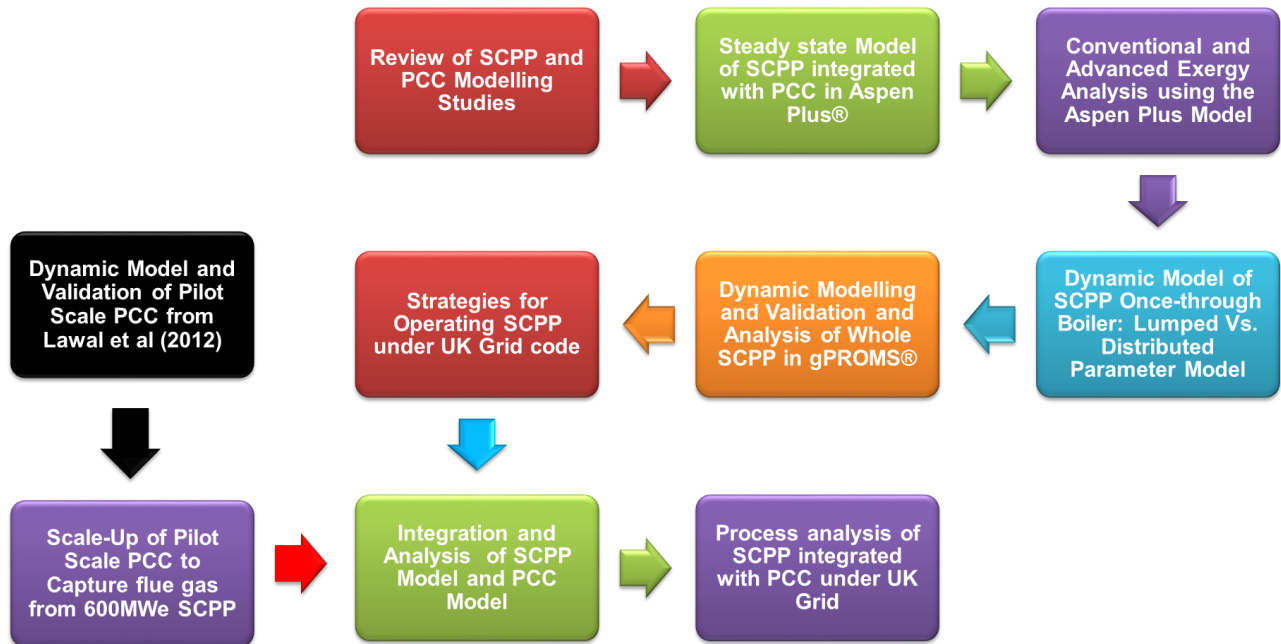 Review of SCPP and
PCC Modelling
Studies
Steady state Model
of SCPP integrated
with PCC in Aspen
Plus®
Conventional and
Advanced Exergy
Analysis using the
Aspen Plus Model
Dynamic Model of
SCPP Once-through
Boiler: Lumped Vs.
Distributed
Parameter Model
Dynamic Modelling
and Validation and
Analysis of Whole
SCPP in gPROMS®
Strategies for
Operating SCPP
under UK Grid code
Dynamic Model and
Validation of Pilot
Scale PCC from
Lawal et al (2012)
Scale-Up of Pilot
Scale PCC to
Capture flue gas
from 600MWe SCPP
Integration and
Analysis of SCPP
Model and PCC
Model
Process analysis of
SCPP integrated
with PCC under UK
Grid